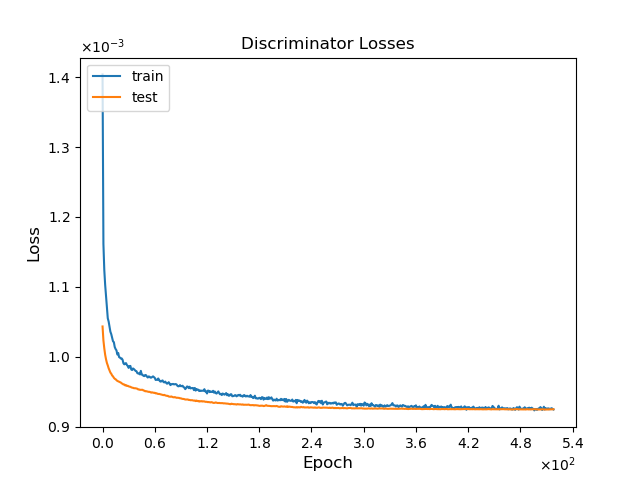 Discriminator Losses
×10⁻³
1.4
1.3
1.2
1.1
1.0
0.9
Loss
train
test
0.0 0.6 1.2 1.8 2.4 3.0 3.6 4.2 4.8 5.4
Epoch
×10²